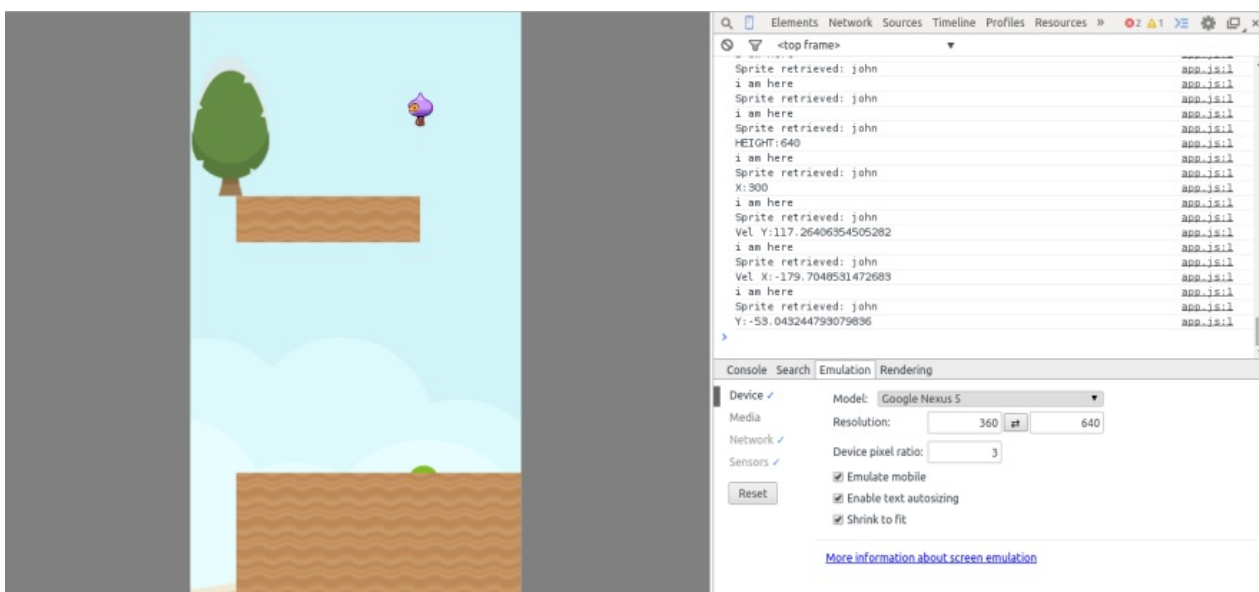 Elements Network Sources Timeline Profiles Resources » 2 1
<top frame> ▼
i am here
Sprite retrieved: john app.js:1
i am here app.js:1
Sprite retrieved: john app.js:1
i am here app.js:1
Sprite retrieved: john app.js:1
HEIGHT:640 app.js:1
i am here app.js:1
Sprite retrieved: john app.js:1
X:300 app.js:1
i am here app.js:1
Sprite retrieved: john app.js:1
Vel Y:117.26406354505282 app.js:1
i am here app.js:1
Sprite retrieved: john app.js:1
Vel X:-179.7048531472683 app.js:1
i am here app.js:1
Sprite retrieved: john app.js:1
Y:-53.043244793079836 app.js:1
>
Console Search Emulation Rendering
Device ✓ Model: Google Nexus 5 ▼
Media Resolution: 360 ⇄ 640
Network ✓
Device pixel ratio: 3
Sensors ✓
Emulate mobile
Reset Enable text autosizing
Shrink to fit
More information about screen emulation